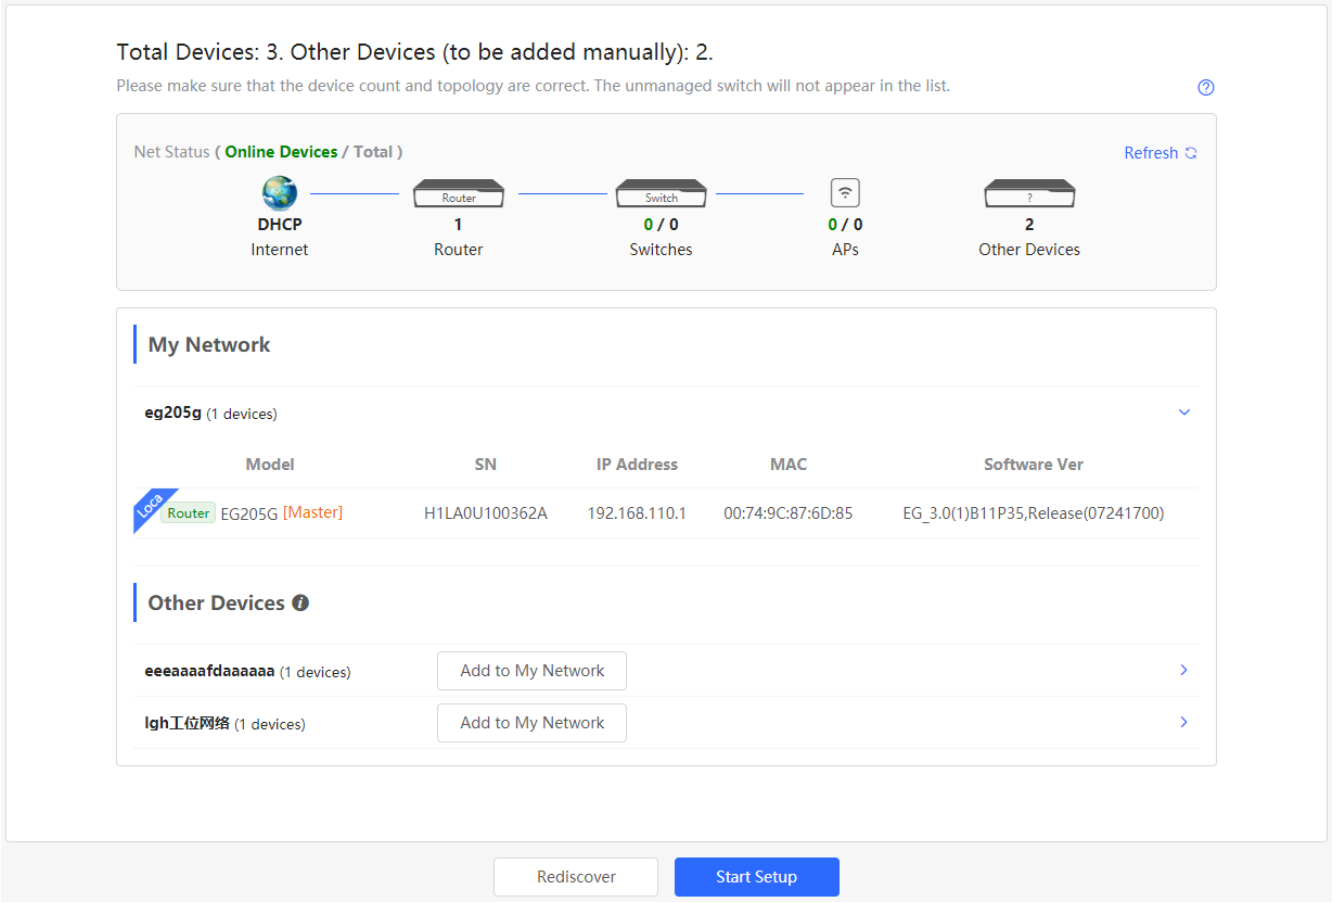 Total Devices: 3. Other Devices (to be added manually): 2.
Please make sure that the device count and topology are correct. The unmanaged switch will not appear in the list.
Net Status ( Online Devices / Total )
Refresh
Router
Switch
?
DHCP
1
0 / 0
0 / 0
2
Internet
Router
Switches
APs
Other Devices
My Network
eg205g (1 devices)
Model SN IP Address MAC Software Ver
Loca Router EG205G [Master] H1LA0U100362A 192.168.110.1 00:74:9C:87:6D:85 EG_3.0(1)B11P35,Release(07241700)
Other Devices
eeeaaaafdaaaaaa (1 devices) Add to My Network
lgh工位网络 (1 devices) Add to My Network
Rediscover Start Setup